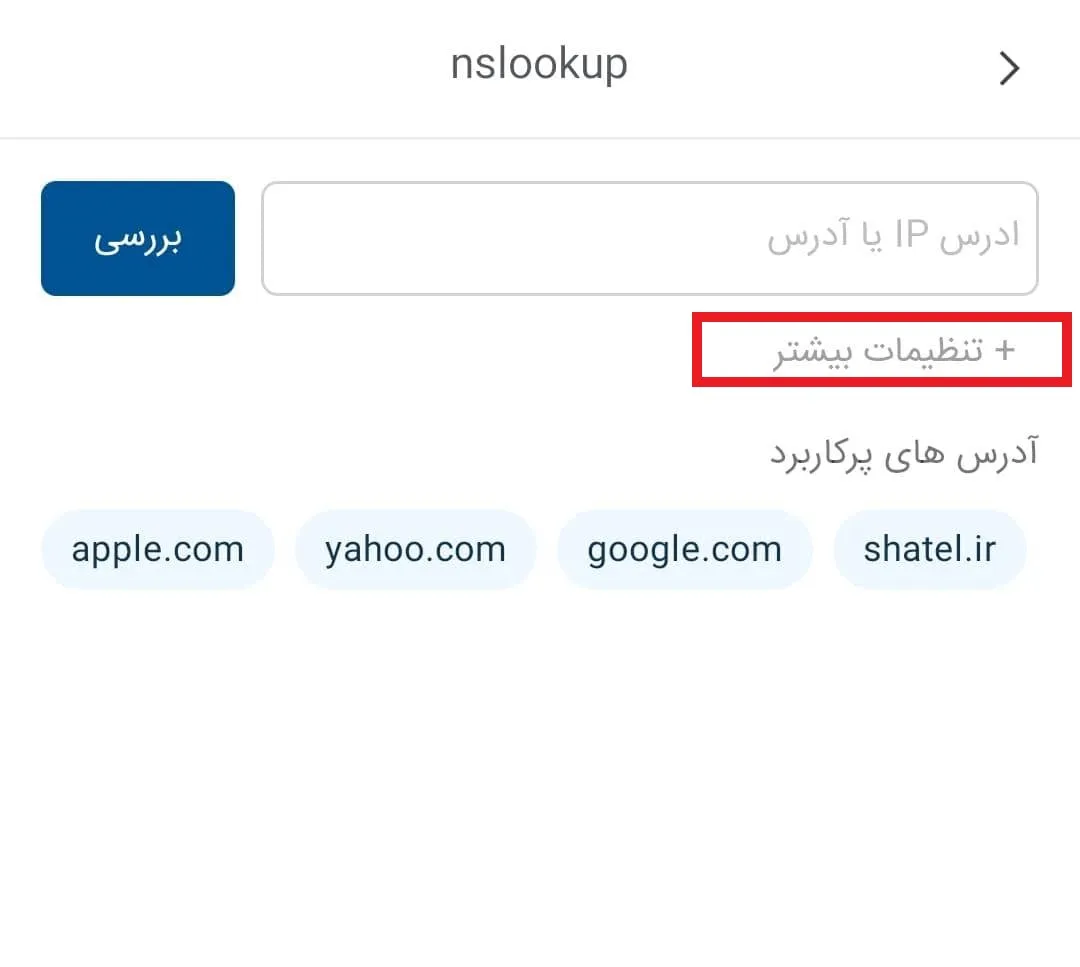 nslookup
ادرس IP یا آدرس
بررسی
+ تنظیمات بیشتر
آدرس های پرکاربرد
shatel.ir google.com yahoo.com apple.com